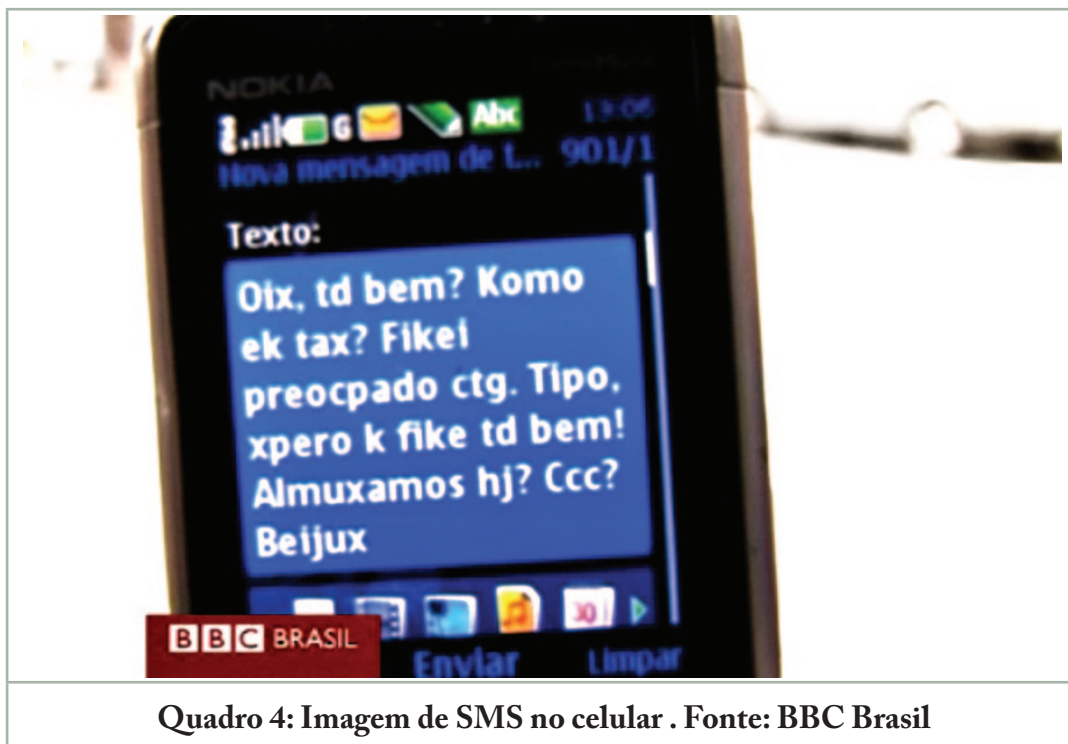 NOKIA
G Abc 13:06
Nova mensagem de t... 901/1
Texto:
Oix, td bem? Komo
ek tax? Fikei
preocpado ctg. Tipo,
xpero k fike td bem!
Almuxamos hj? Ccc?
Beijux
30
BBC BRASIL
Enviar Limpar
Quadro 4: Imagem de SMS no celular . Fonte: BBC Brasil